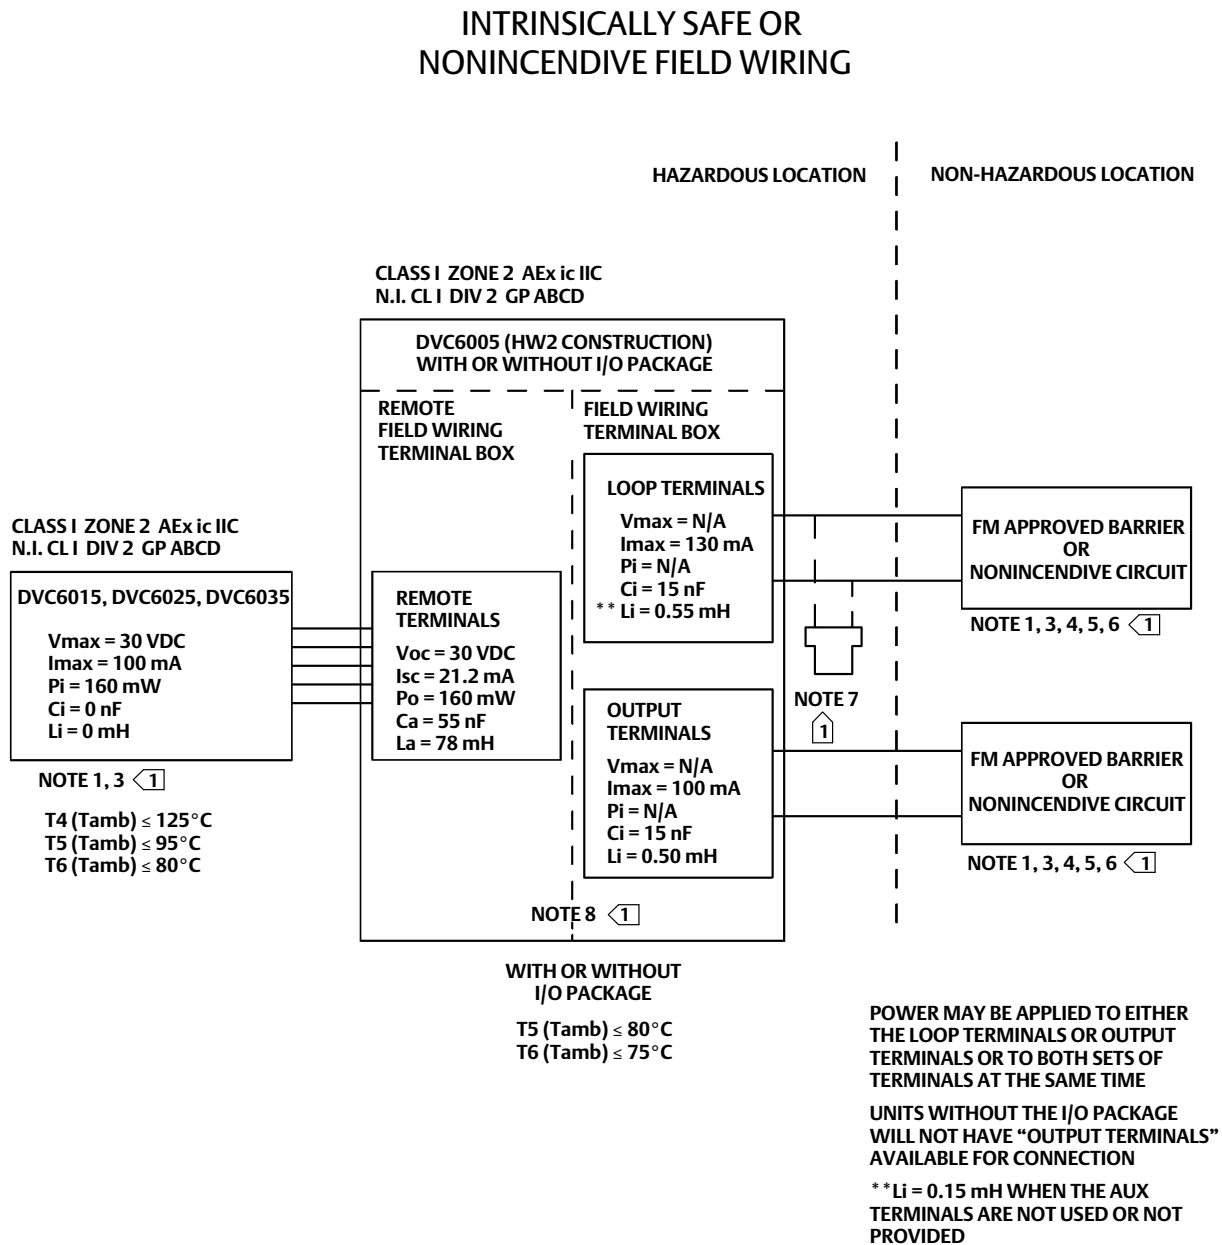 INTRINSICALLY SAFE OR
NONINCENDIVE FIELD WIRING
HAZARDOUS LOCATION
NON-HAZARDOUS LOCATION
CLASS I ZONE 2 AEx ic IIC
N.I. CL I DIV 2 GP ABCD
DVC6005 (HW2 CONSTRUCTION)
WITH OR WITHOUT I/O PACKAGE
REMOTE
FIELD WIRING
TERMINAL BOX
FIELD WIRING
TERMINAL BOX
LOOP TERMINALS
Vmax = N/A
Imax = 130 mA
Pi = N/A
Ci = 15 nF
** Li = 0.55 mH
FM APPROVED BARRIER
OR
NONINCENDIVE CIRCUIT
NOTE 1, 3, 4, 5, 6 1
CLASS I ZONE 2 AEx ic IIC
N.I. CL I DIV 2 GP ABCD
DVC6015, DVC6025, DVC6035
Vmax = 30 VDC
Imax = 100 mA
Pi = 160 mW
Ci = 0 nF
Li = 0 mH
NOTE 1, 3 1
T4 (Tamb) ≤ 125°C
T5 (Tamb) ≤ 95°C
T6 (Tamb) ≤ 80°C
REMOTE
TERMINALS
Voc = 30 VDC
Isc = 21.2 mA
Po = 160 mW
Ca = 55 nF
La = 78 mH
NOTE 7
1
OUTPUT
TERMINALS
Vmax = N/A
Imax = 100 mA
Pi = N/A
Ci = 15 nF
Li = 0.50 mH
FM APPROVED BARRIER
OR
NONINCENDIVE CIRCUIT
NOTE 1, 3, 4, 5, 6 1
NOTE 8 1
WITH OR WITHOUT
I/O PACKAGE
T5 (Tamb) ≤ 80°C
T6 (Tamb) ≤ 75°C
POWER MAY BE APPLIED TO EITHER
THE LOOP TERMINALS OR OUTPUT
TERMINALS OR TO BOTH SETS OF
TERMINALS AT THE SAME TIME
UNITS WITHOUT THE I/O PACKAGE
WILL NOT HAVE “OUTPUT TERMINALS”
AVAILABLE FOR CONNECTION
**Li = 0.15 mH WHEN THE AUX
TERMINALS ARE NOT USED OR NOT
PROVIDED